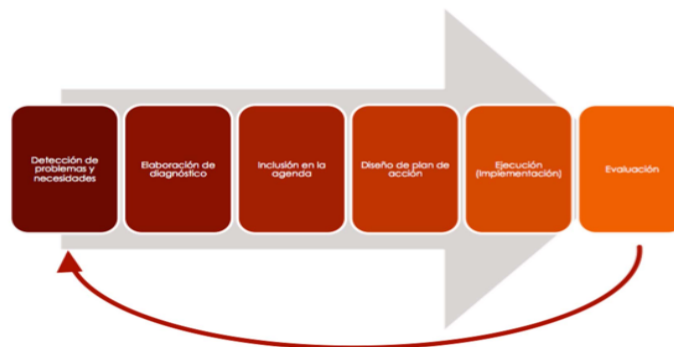 Detección de
problemas y
necesidades
Elaboración de
diagnóstico
Inclusión en la
agenda
Diseño de plan de
acción
Ejecución
(Implementación)
Evaluación